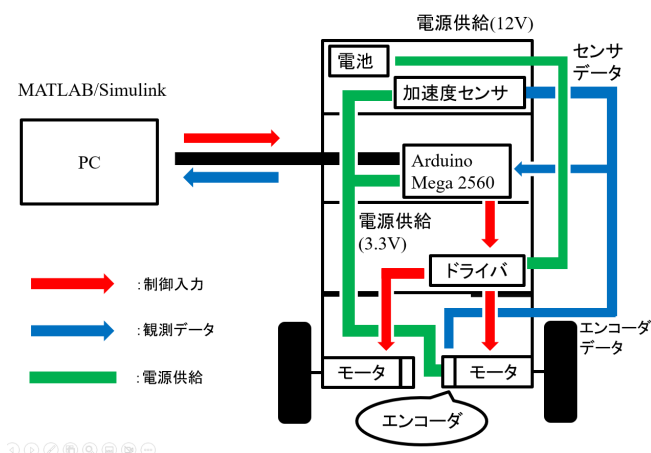 電源供給(12V)
センサ
データ
電池
加速度センサ
MATLAB/Simulink
PC
Arduino
Mega 2560
電源供給
(3.3V)
ドライバ
:制御入力
:観測データ
:電源供給
エンコーダ
データ
モータ
モータ
エンコーダ